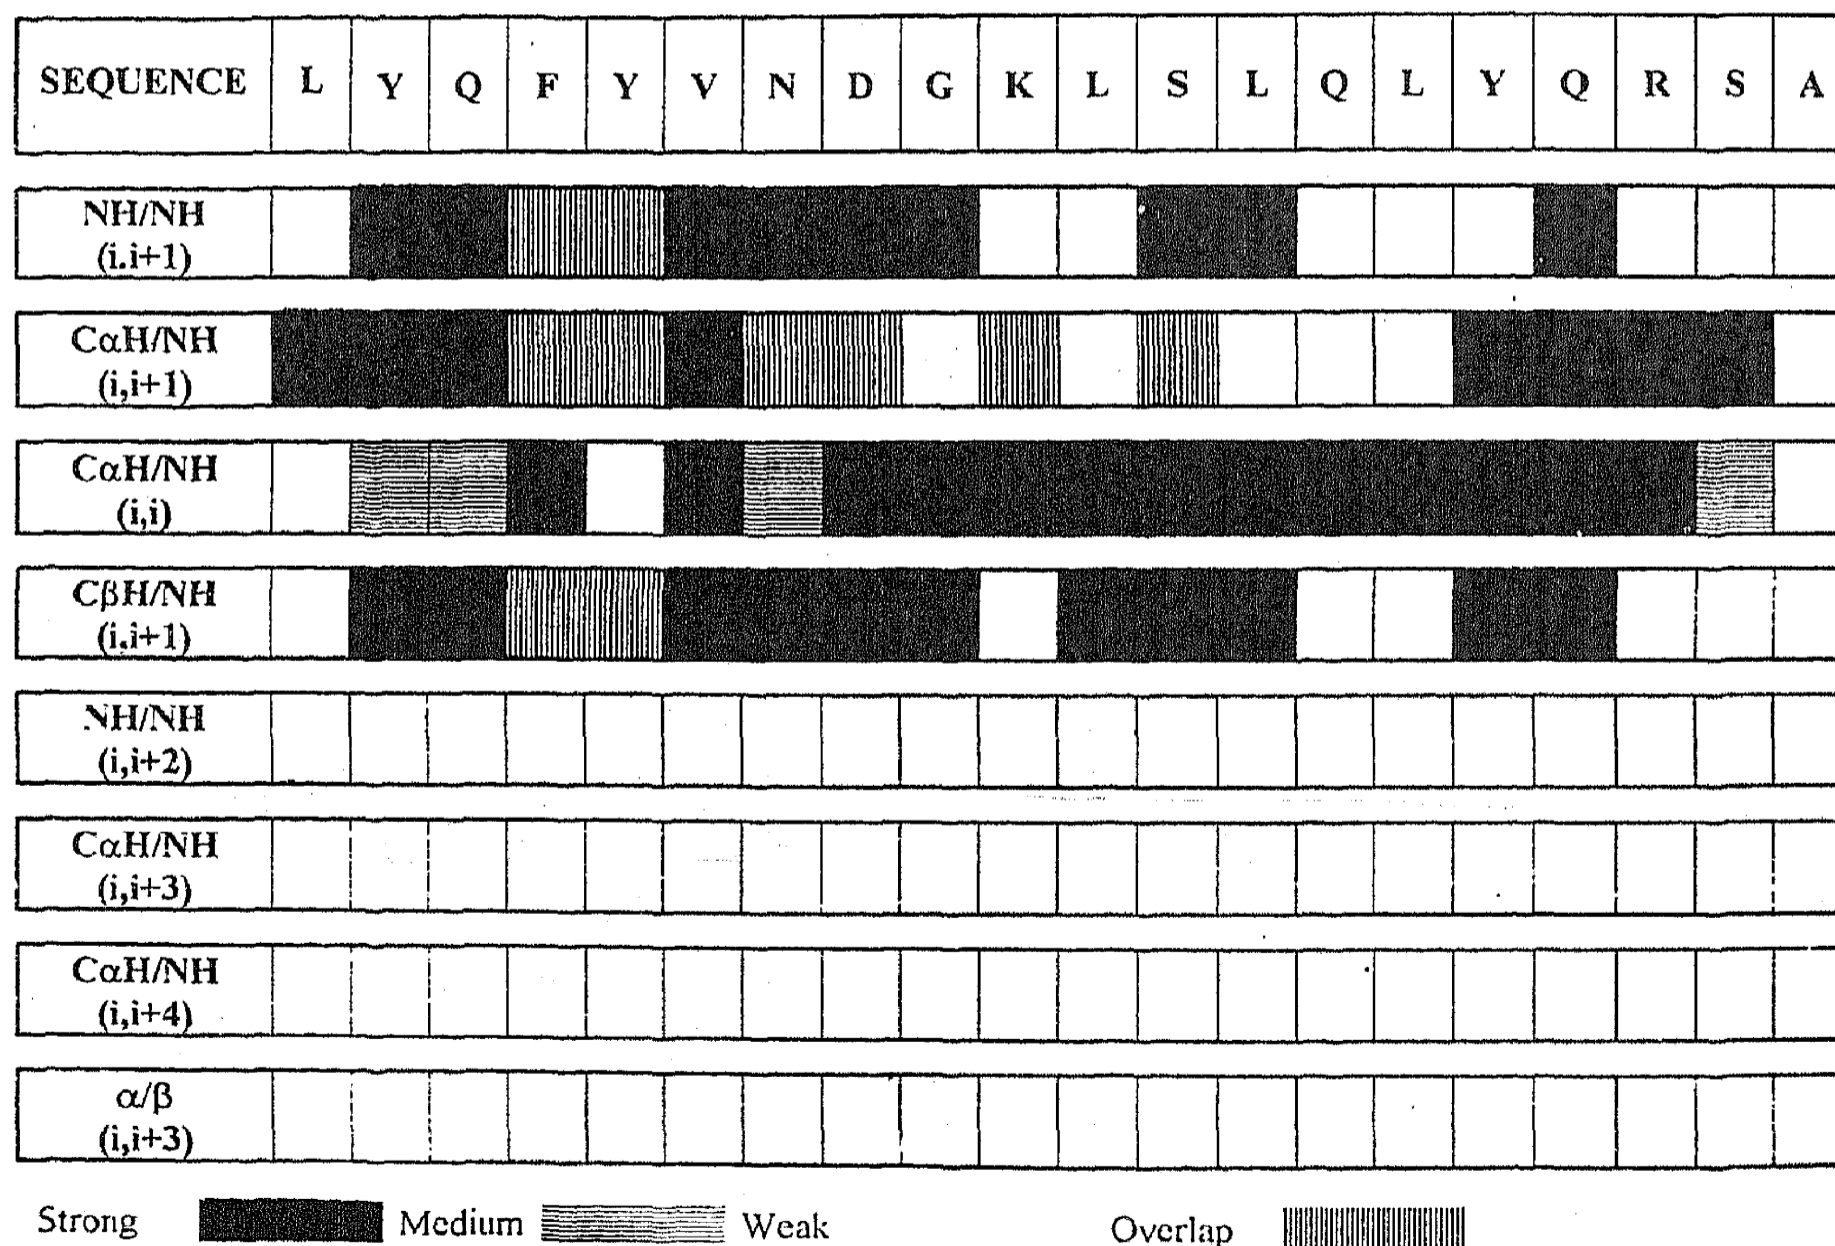 SEQUENCE L Y Q F Y V N D G K L S L Q L Y Q R S A
NH/NH
(i.i+1)
CαH/NH
(i,i+1)
CαH/NH
(i,i)
CβH/NH
(i.i+1)
NH/NH
(i,i+2)
CαH/NH
(i,i+3)
CαH/NH
(i,i+4)
α/β
(i,i+3)
Strong Medium Weak Overlap